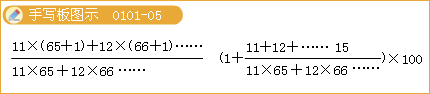 手写板图示 0101-05
11×(65+1)+12×(66+1)…… / 11×65＋12×66 …… (1+ 11+12+…… 15 / 11×65＋12×66 …… )×100